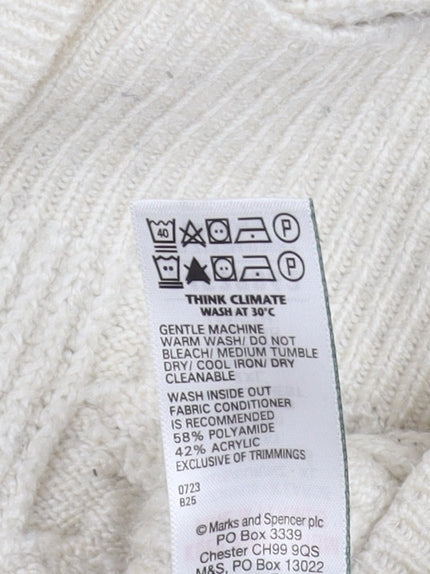 40 P
P
THINK CLIMATE
WASH AT 30°C
GENTLE MACHINE
WARM WASH/ DO NOT
BLEACH/ MEDIUM TUMBLE
DRY/ COOL IRON/ DRY
CLEANABLE
WASH INSIDE OUT
FABRIC CONDITIONER
IS RECOMMENDED
58% POLYAMIDE
42% ACRYLIC
EXCLUSIVE OF TRIMMINGS
0723
B25
© Marks and Spencer plc
PO Box 3339
Chester CH99 9QS
M&S, PO Box 13022